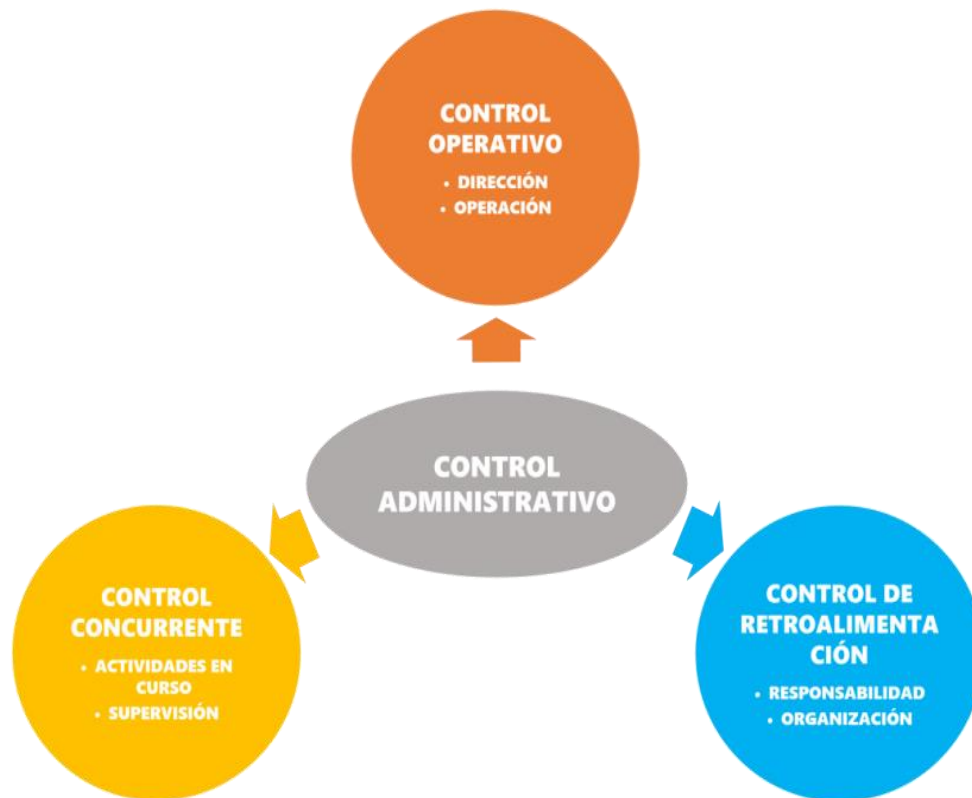 CONTROL
OPERATIVO
• DIRECCIÓN
• OPERACIÓN
CONTROL
ADMINISTRATIVO
CONTROL
CONCURRENTE
• ACTIVIDADES EN
CURSO
• SUPERVISIÓN
CONTROL DE
RETROALIMENTA
CIÓN
• RESPONSABILIDAD
• ORGANIZACIÓN